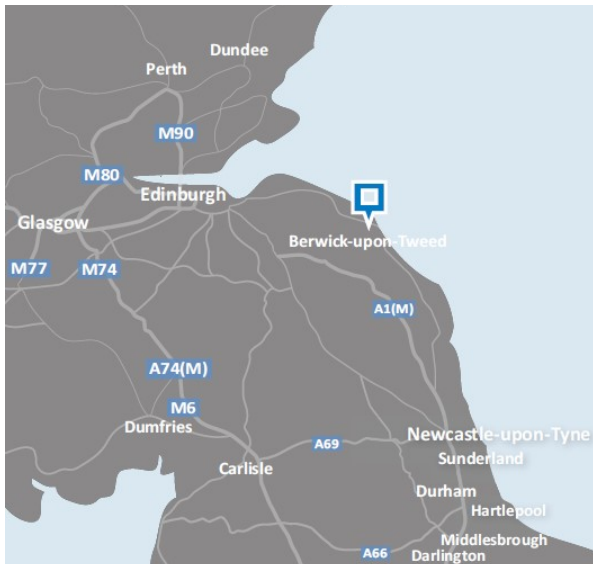 Dundee
Perth
M90
M80
Edinburgh
Glasgow
Berwick-upon-Tweed
M77
M74
A1(M)
A74(M)
M6
Dumfries
Newcastle-upon-Tyne
A69
Sunderland
Carlisle
Durham
Hartlepool
Middlesbrough
A66
Darlington